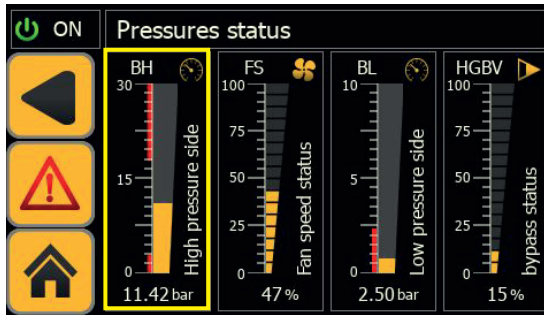 ON
Pressures status
BH
30
15
0
High pressure side
11.42 bar
FS
100
75
50
25
0
Fan speed status
47 %
BL
10
5
0
Low pressure side
2.50 bar
HGBV
100
75
50
25
0
bypass status
15 %